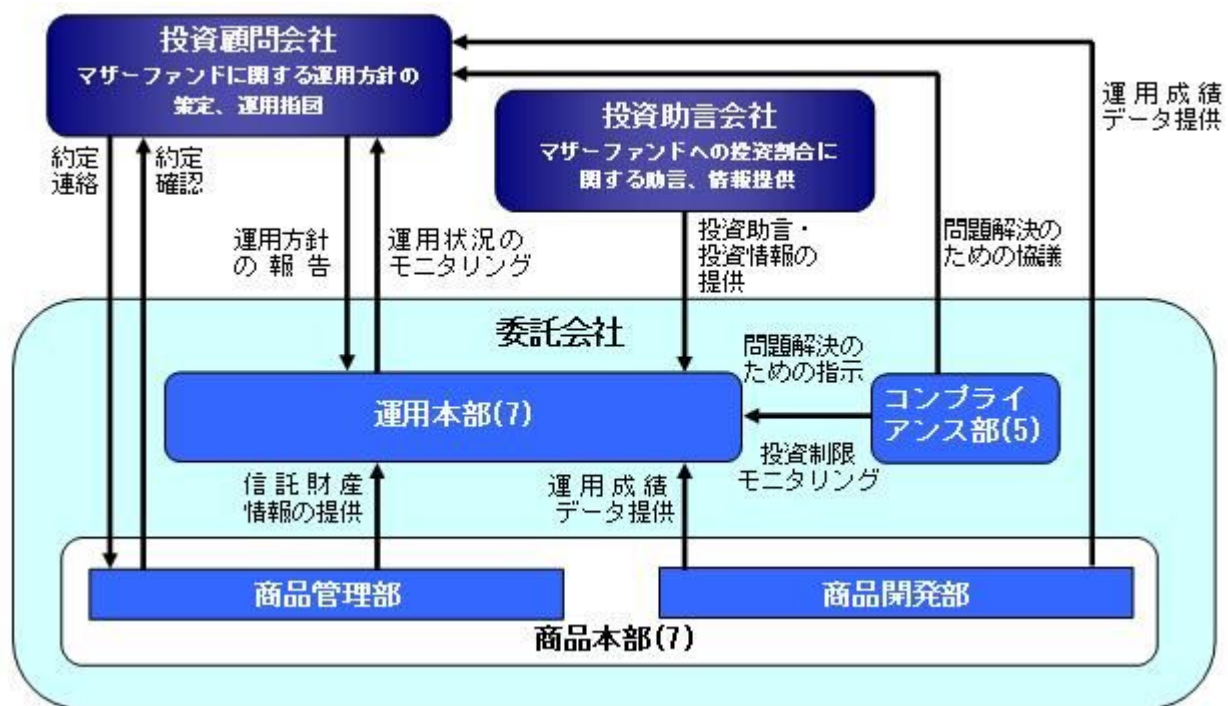 投資顧問会社
マザーファンドに関する運用方針の
策定、運用指図
運用成績
データ提供
投資助言会社
マザーファンドへの投資割合に
関する助言、情報提供
約定
連絡
約定
確認
運用方針
の報告
運用状況の
モニタリング
投資助言・
投資情報の
提供
問題解決の
ための協議
委託会社
問題解決の
ための指示
運用本部(7)
コンプライ
アンス部(5)
投資制限
モニタリング
信託財産
情報の提供
運用成績
データ提供
商品管理部
商品開発部
商品本部(7)